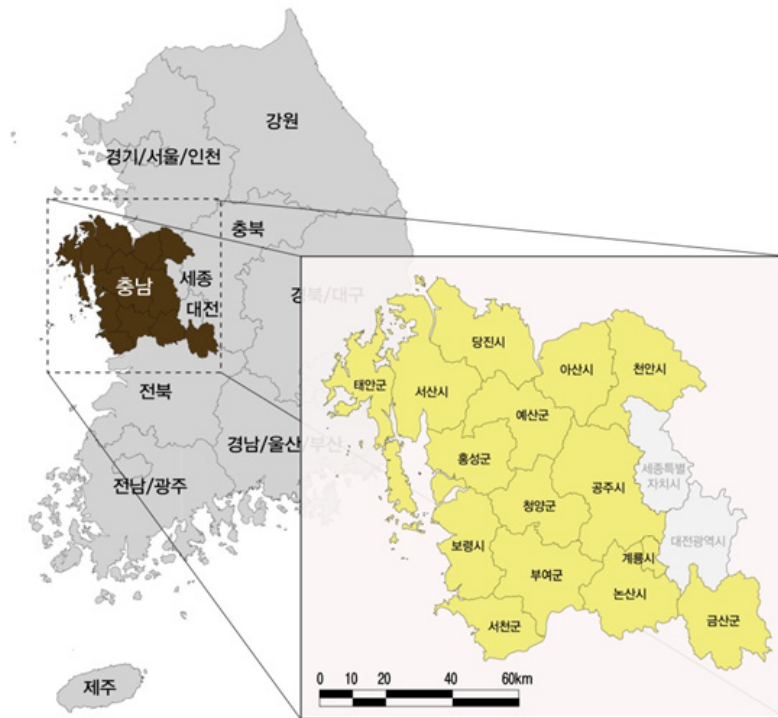 강원
경기/서울/인천
충북
충남
세종
대전
경북/대구
전북
경남/울산/부산
전남/광주
제주
당진시
아산시
천안시
태안군
서산시
예산군
홍성군
세종특별
자치시
공주시
청양군
대전광역시
보령시
계룡시
부여군
논산시
서천군
금산군
0 20 40 60km
10 30 50